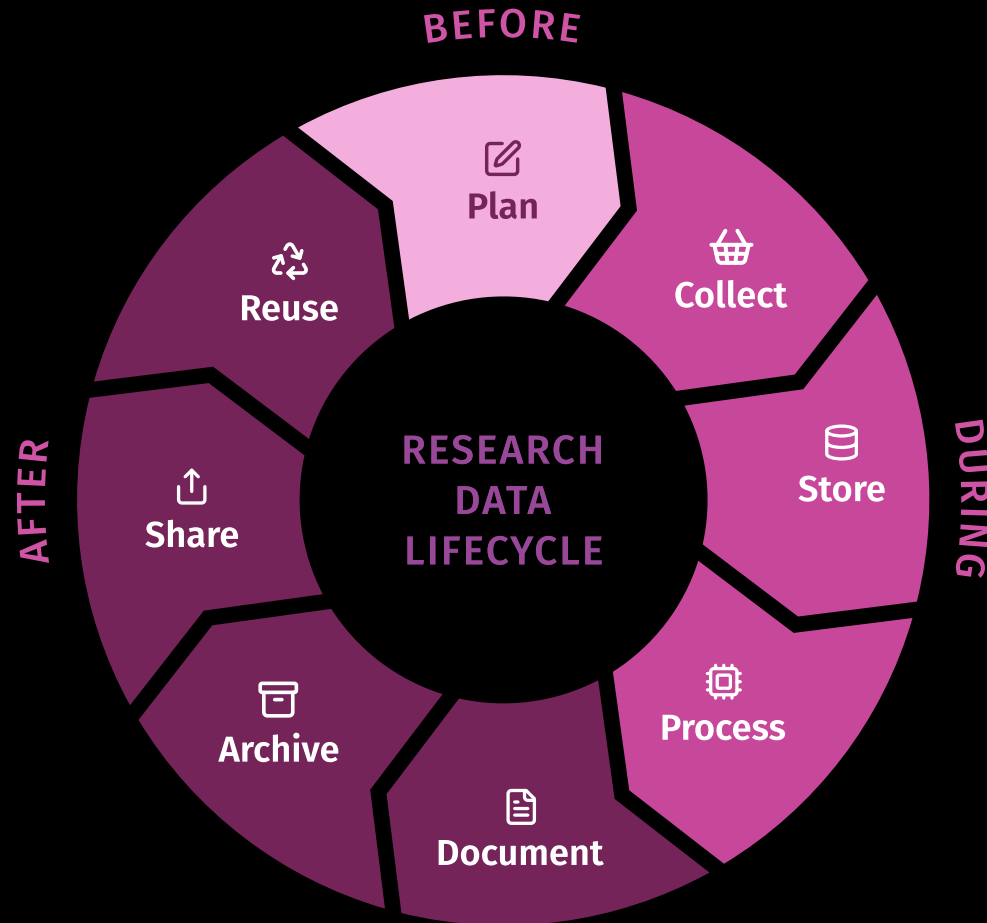 BEFORE
Plan
Collect
Store
DURING
Process
Document
Archive
Share
AFTER
Reuse
RESEARCH
DATA
LIFECYCLE